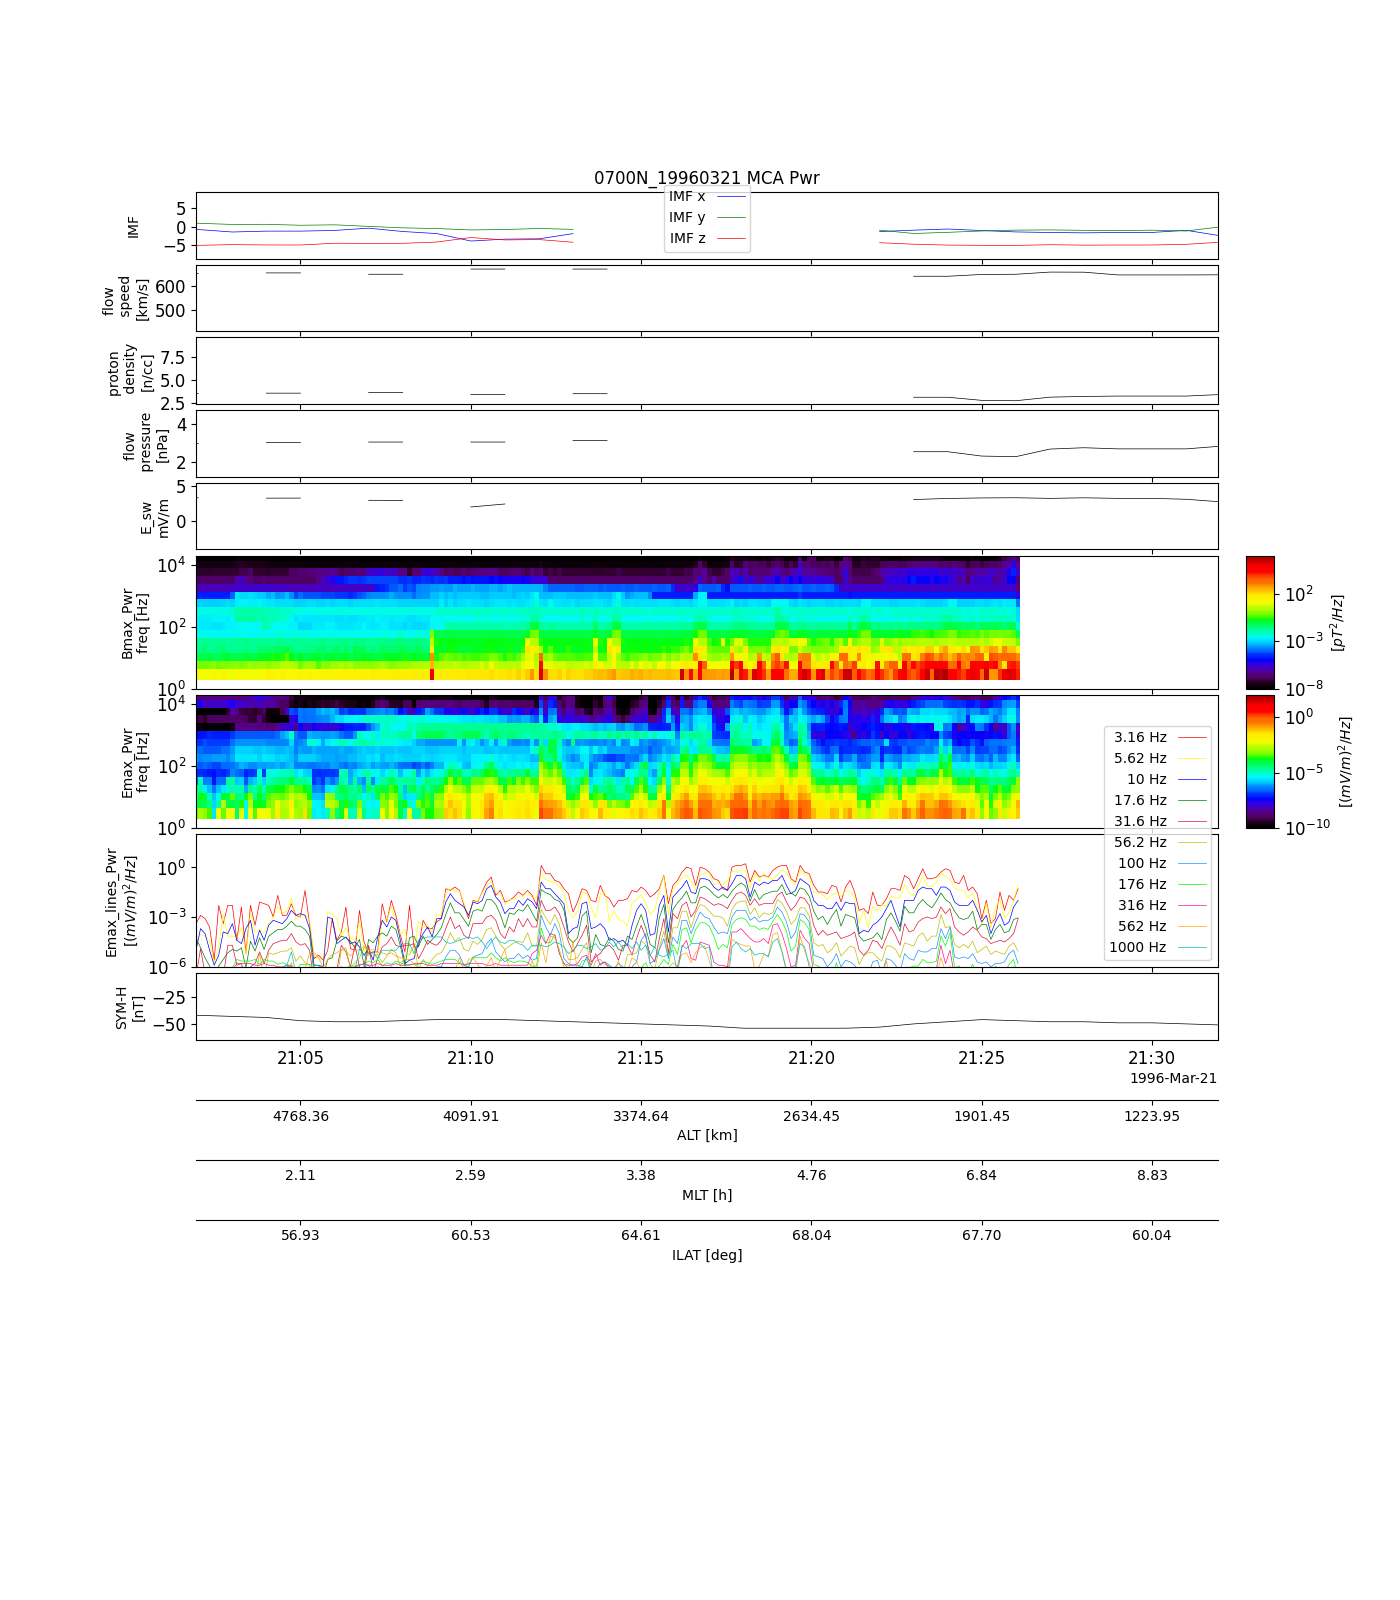 0700N_19960321 MCA Pwr
IMF
5
0
−5
IMF x
IMF y
IMF z
flow
speed
[km/s]
600
500
proton
density
[n/cc]
7.5
5.0
2.5
flow
pressure
[nPa]
4
2
E_sw
mV/m
5
0
Bmax_Pwr
freq [Hz]
10^4
10^2
10^0
10^2
10^−3
10^−8
[pT^2/Hz]
Emax_Pwr
freq [Hz]
10^4
10^2
10^0
10^0
10^−5
10^−10
[(mV/m)^2/Hz]
3.16 Hz
5.62 Hz
10 Hz
17.6 Hz
31.6 Hz
56.2 Hz
100 Hz
176 Hz
316 Hz
562 Hz
1000 Hz
Emax_lines_Pwr
[(mV/m)^2/Hz]
10^0
10^−3
10^−6
SYM-H
[nT]
−25
−50
21:05 21:10 21:15 21:20 21:25 21:30
1996-Mar-21
4768.36 4091.91 3374.64 2634.45 1901.45 1223.95
ALT [km]
2.11 2.59 3.38 4.76 6.84 8.83
MLT [h]
56.93 60.53 64.61 68.04 67.70 60.04
ILAT [deg]